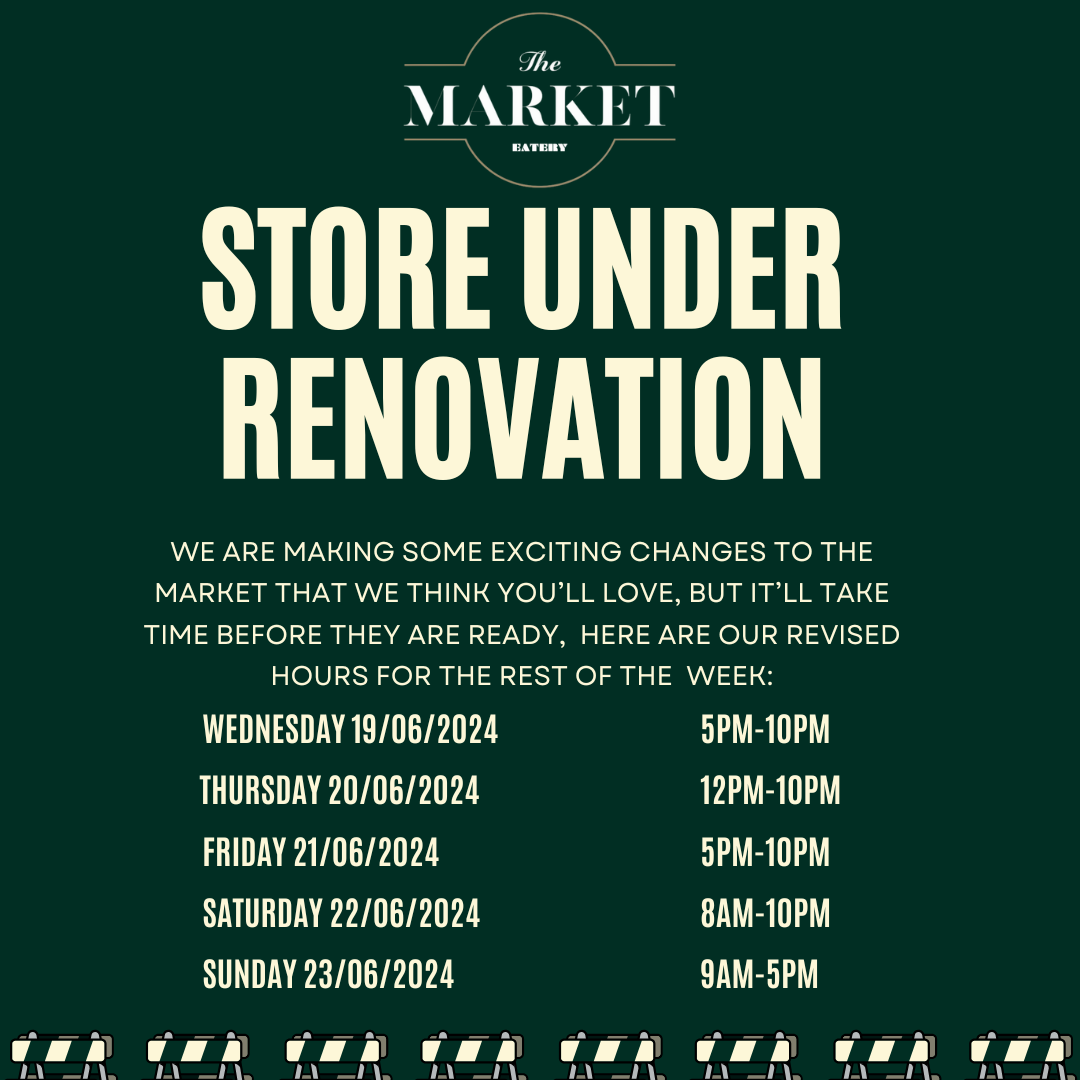 The
MARKET
EATERY
STORE UNDER
RENOVATION
WE ARE MAKING SOME EXCITING CHANGES TO THE
MARKET THAT WE THINK YOU'LL LOVE, BUT IT'LL TAKE
TIME BEFORE THEY ARE READY,  HERE ARE OUR REVISED
HOURS FOR THE REST OF THE  WEEK:
WEDNESDAY 19/06/2024 5PM-10PM
THURSDAY 20/06/2024 12PM-10PM
FRIDAY 21/06/2024 5PM-10PM
SATURDAY 22/06/2024 8AM-10PM
SUNDAY 23/06/2024 9AM-5PM